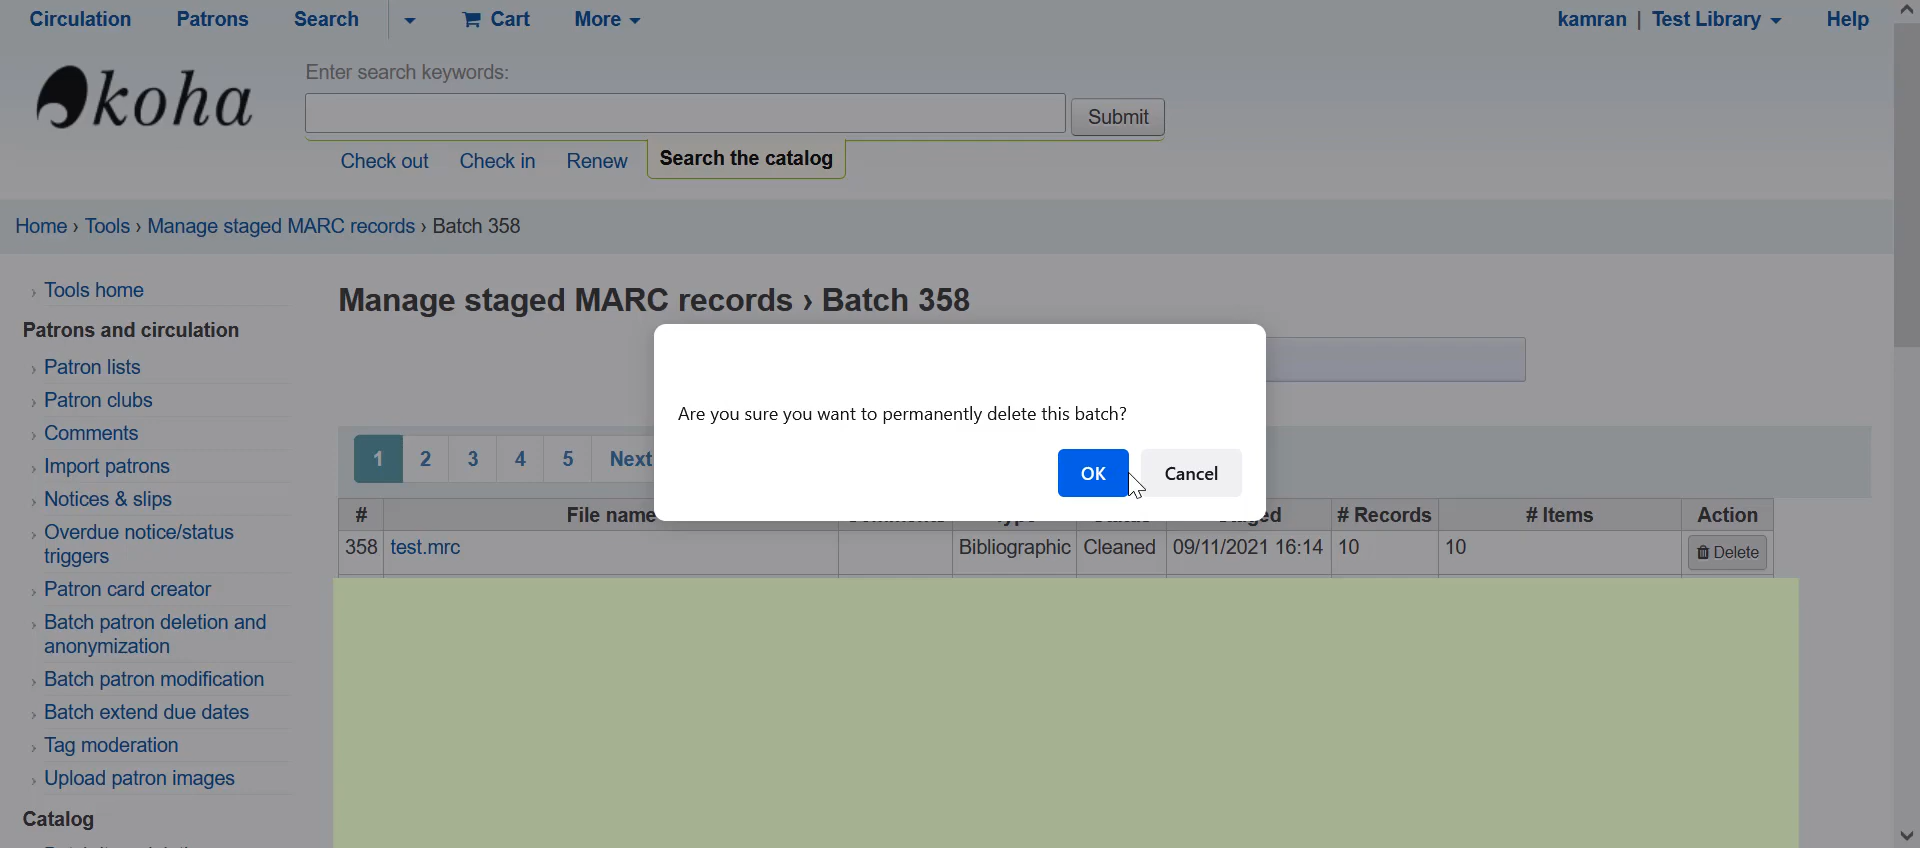 Circulation Patrons Search Cart More kamran | Test Library Help
koha
Enter search keywords:
Submit
Check out Check in Renew Search the catalog
Home › Tools › Manage staged MARC records › Batch 358
› Tools home
Patrons and circulation
› Patron lists
› Patron clubs
› Comments
› Import patrons
› Notices & slips
› Overdue notice/status
triggers
› Patron card creator
› Batch patron deletion and
anonymization
› Batch patron modification
› Batch extend due dates
› Tag moderation
› Upload patron images
Catalog
Manage staged MARC records › Batch 358
Are you sure you want to permanently delete this batch?
OK Cancel
1 2 3 4 5 Next
# File name # Records # Items Action
358 test.mrc Bibliographic Cleaned 09/11/2021 16:14 10 10 Delete